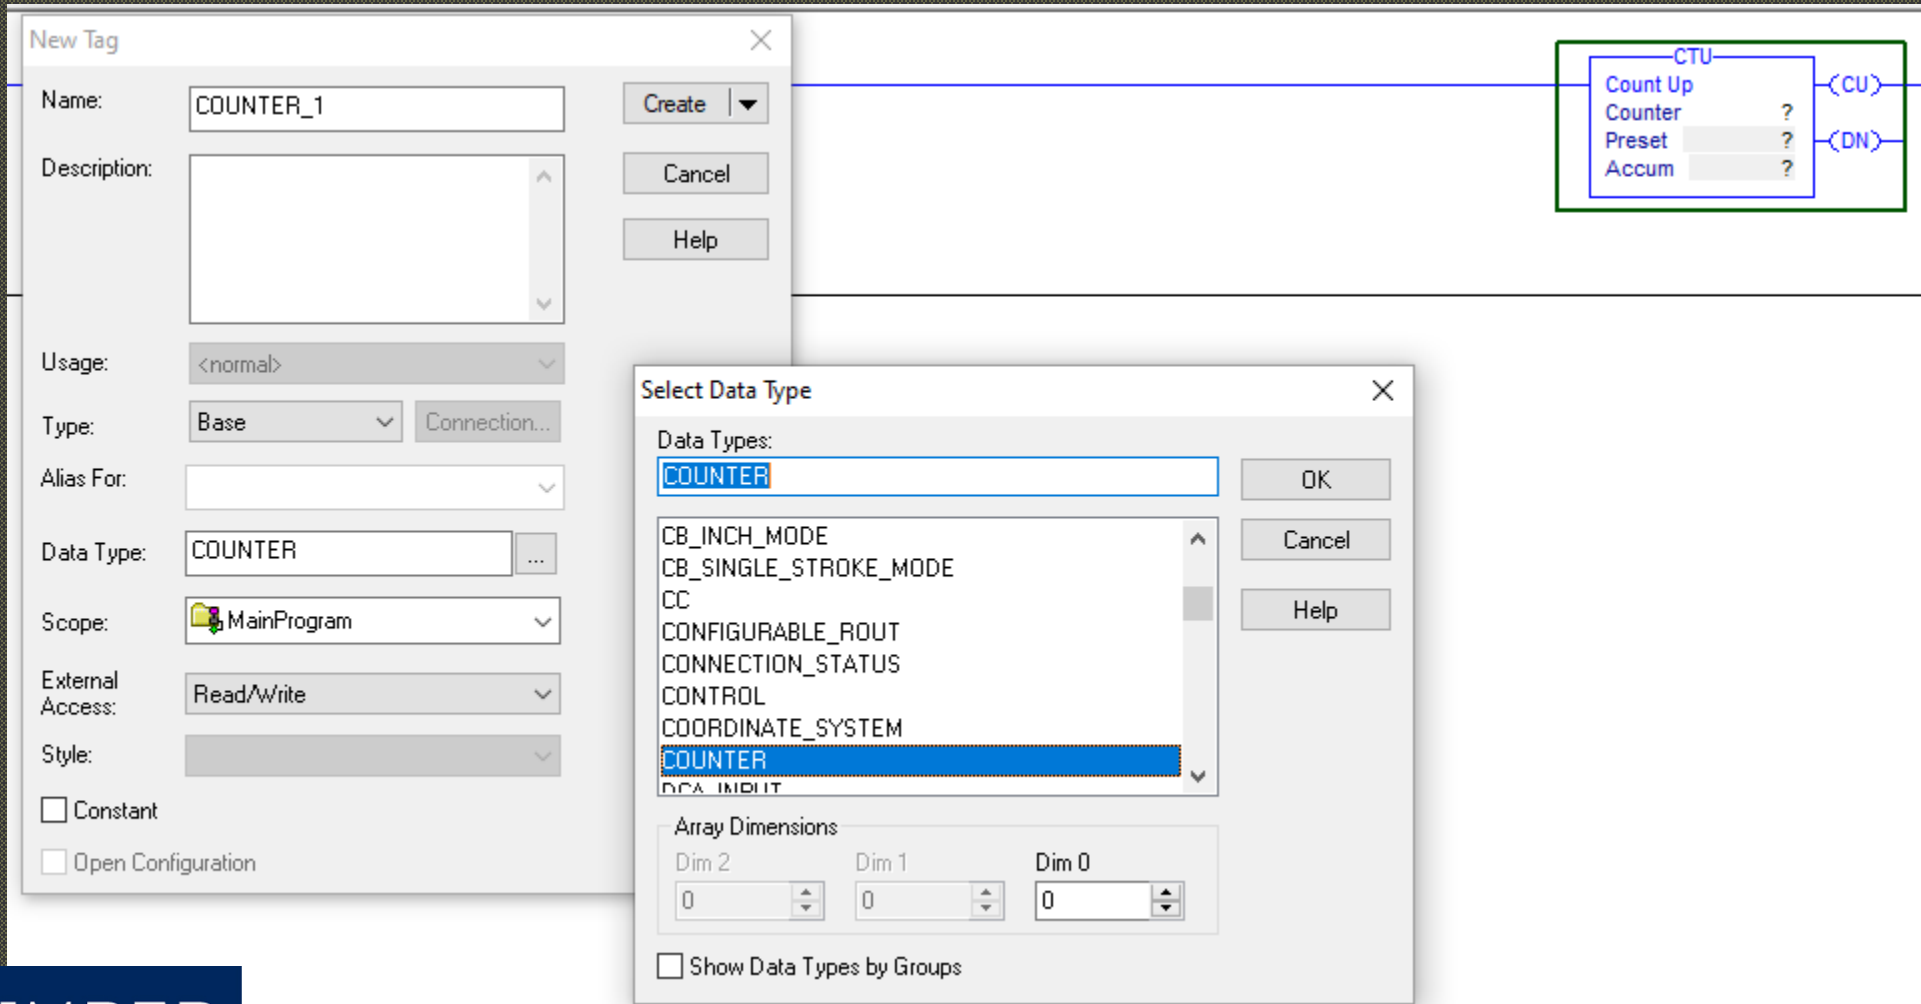 New Tag
Name:
COUNTER_1
Create
Description:
Cancel
Help
Usage:
<normal>
Type:
Base
Connection...
Alias For:
Data Type:
COUNTER
...
Scope:
MainProgram
External
Access:
Read/Write
Style:
Constant
Open Configuration
CTU
Count Up
(CU)
Counter
?
Preset
?
(DN)
Accum
?
Select Data Type
Data Types:
COUNTER
OK
CB_INCH_MODE
CB_SINGLE_STROKE_MODE
CC
CONFIGURABLE_ROUT
CONNECTION_STATUS
CONTROL
COORDINATE_SYSTEM
COUNTER
DCA_INPUT
Cancel
Help
Array Dimensions
Dim 2
Dim 1
Dim 0
0
0
0
Show Data Types by Groups